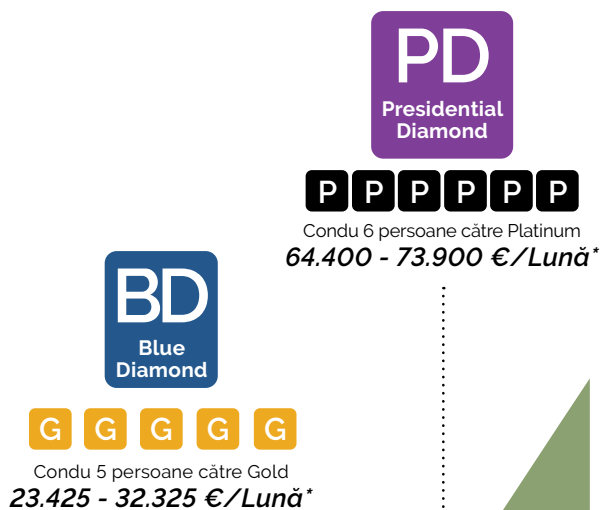 PD
Presidential
Diamond
P P P P P P
Condu 6 persoane către Platinum
64.400 - 73.900 €/Lună*
BD
Blue
Diamond
G G G G G
Condu 5 persoane către Gold
23.425 - 32.325 €/Lună*